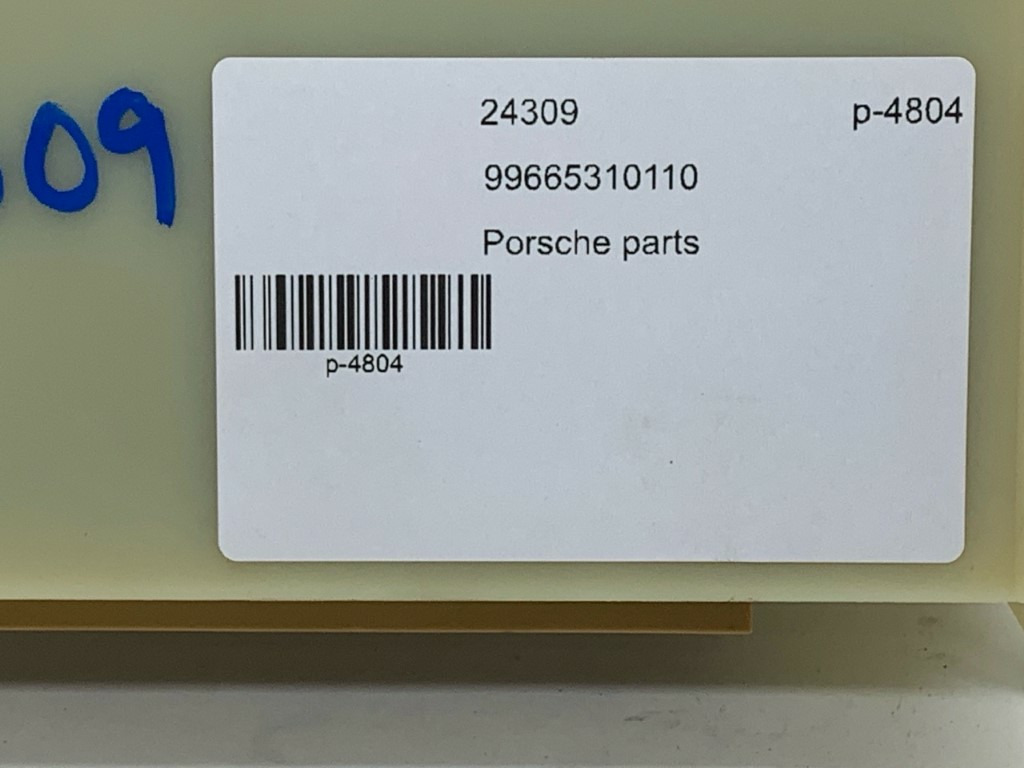 09
24309 p-4804
99665310110
Porsche parts
p-4804